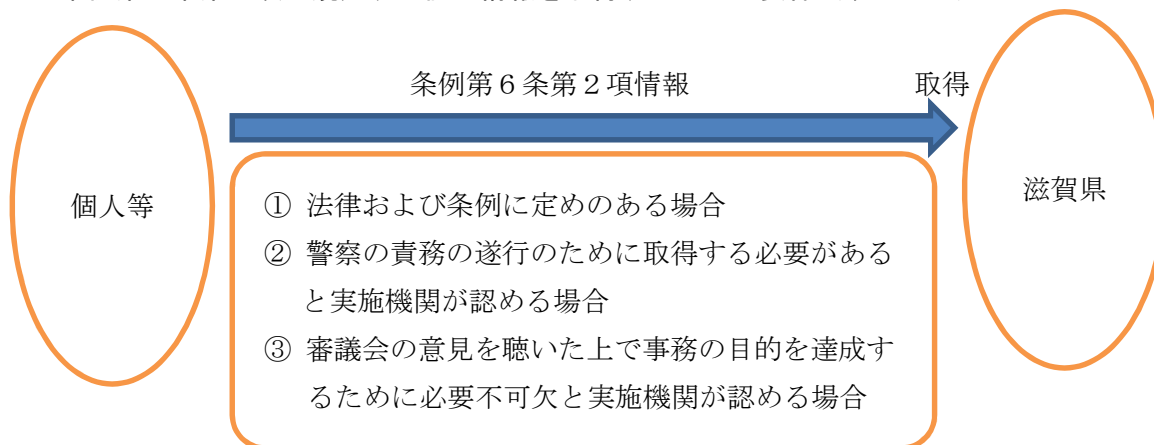 条例第６条第２項情報
取得
個人等
滋賀県
① 法律および条例に定めのある場合
② 警察の責務の遂行のために取得する必要がある
と実施機関が認める場合
③ 審議会の意見を聴いた上で事務の目的を達成す
るために必要不可欠と実施機関が認める場合